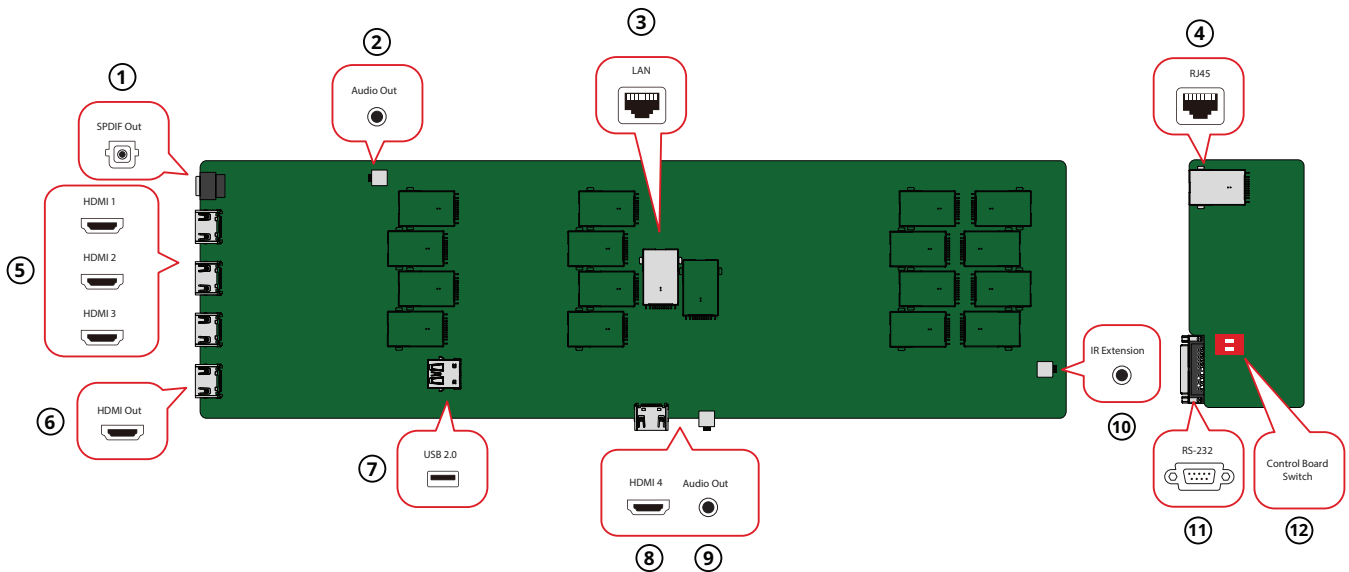 1
SPDIF Out
2
Audio Out
3
LAN
4
RJ45
5
HDMI 1
HDMI 2
HDMI 3
6
HDMI Out
7
USB 2.0
HDMI 4
Audio Out
8
9
IR Extension
10
RS-232
11
Control Board
Switch
12